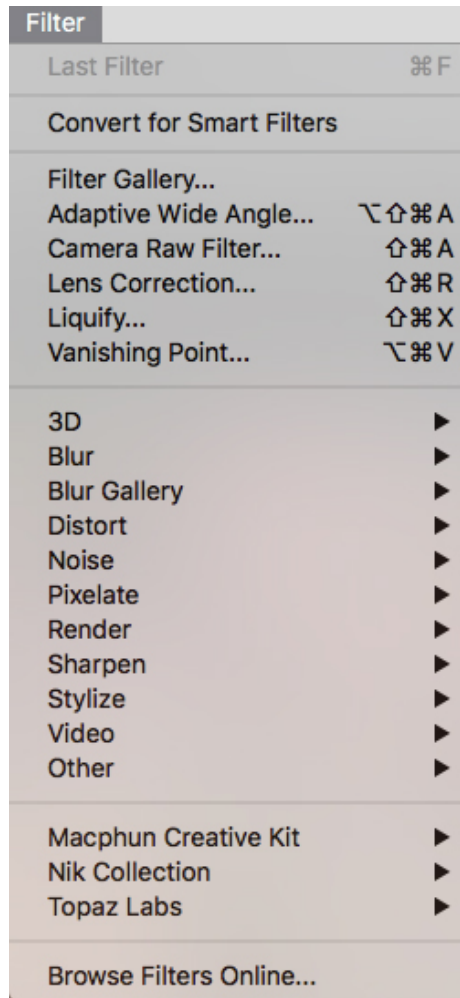 Filter
Last Filter ⌘F
Convert for Smart Filters
Filter Gallery...
Adaptive Wide Angle... ⌥⇧⌘A
Camera Raw Filter... ⇧⌘A
Lens Correction... ⇧⌘R
Liquify... ⇧⌘X
Vanishing Point... ⌥⌘V
3D ▶
Blur ▶
Blur Gallery ▶
Distort ▶
Noise ▶
Pixelate ▶
Render ▶
Sharpen ▶
Stylize ▶
Video ▶
Other ▶
Macphun Creative Kit ▶
Nik Collection ▶
Topaz Labs ▶
Browse Filters Online...